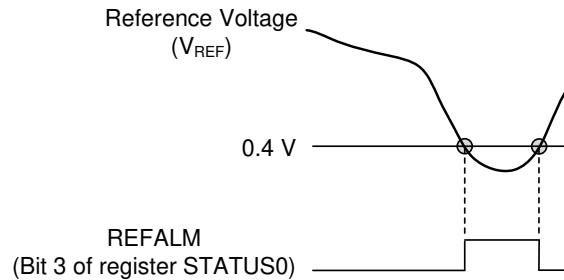 Reference Voltage
(VREF)
0.4 V
REFALM
(Bit 3 of register STATUS0)